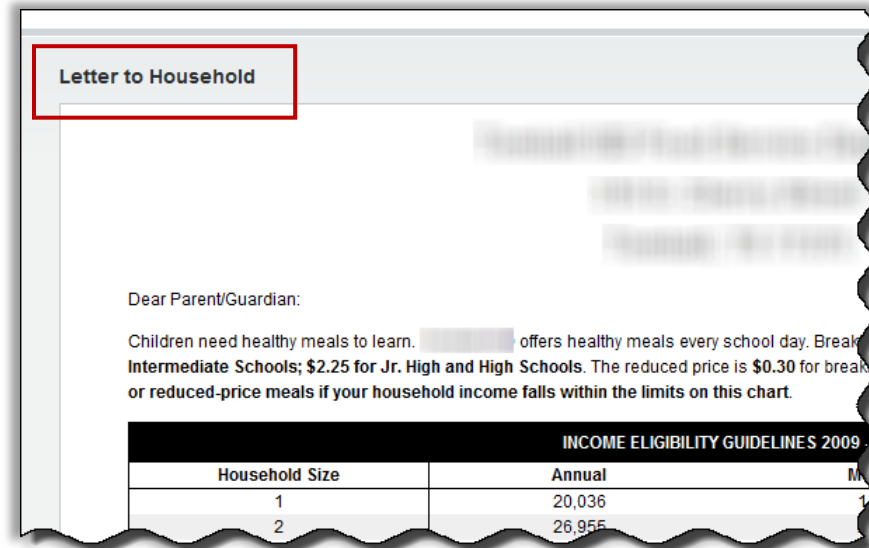 Letter to Household
Dear Parent/Guardian:
Children need healthy meals to learn. offers healthy meals every school day. Break
Intermediate Schools; $2.25 for Jr. High and High Schools. The reduced price is $0.30 for break
or reduced-price meals if your household income falls within the limits on this chart.
INCOME ELIGIBILITY GUIDELINES 2009 -
Household Size Annual M
1 20,036 1
2 26,955